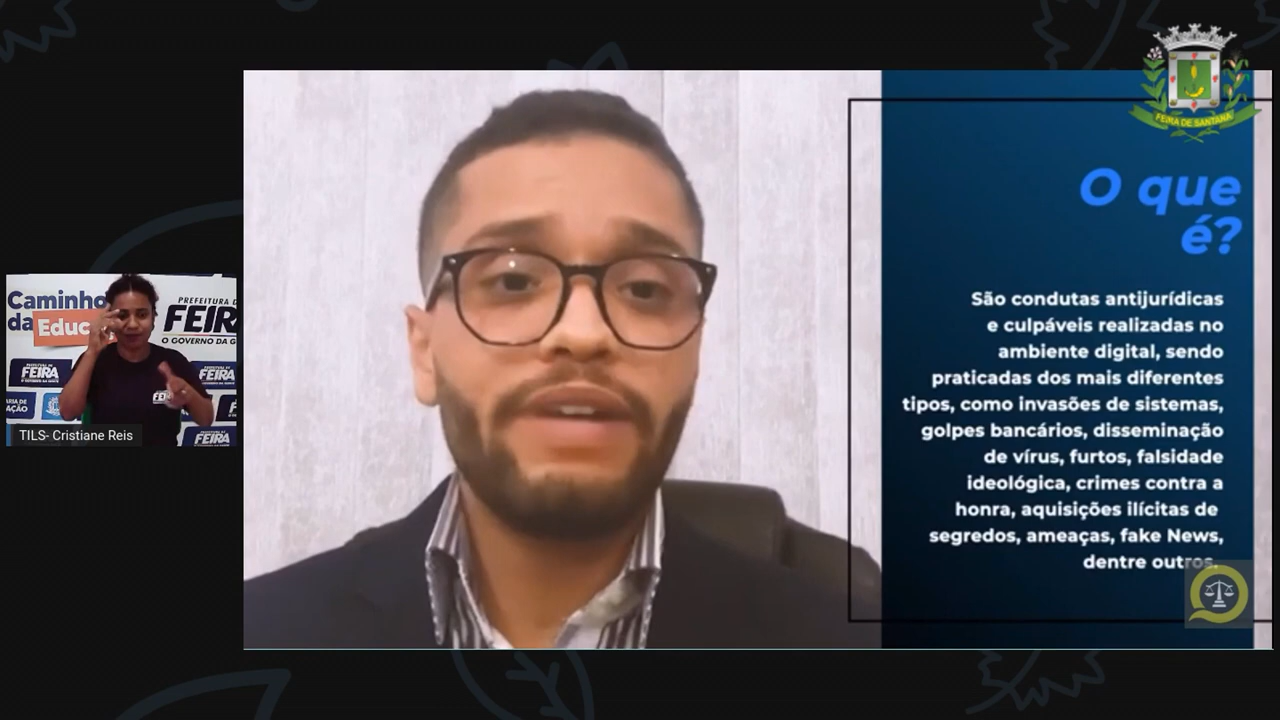 FEIRA DE SANTANA
O que
é?
São condutas antijurídicas
e culpáveis realizadas no
ambiente digital, sendo
praticadas dos mais diferentes
tipos, como invasões de sistemas,
golpes bancários, disseminação
de vírus, furtos, falsidade
ideológica, crimes contra a
honra, aquisições ilícitas de
segredos, ameaças, fake News,
dentre outros.
Caminho
da Educ
PREFEITURA D
FEIRA
O GOVERNO DA G
FEIRA
FEIRA
FEIRA
TILS- Cristiane Reis